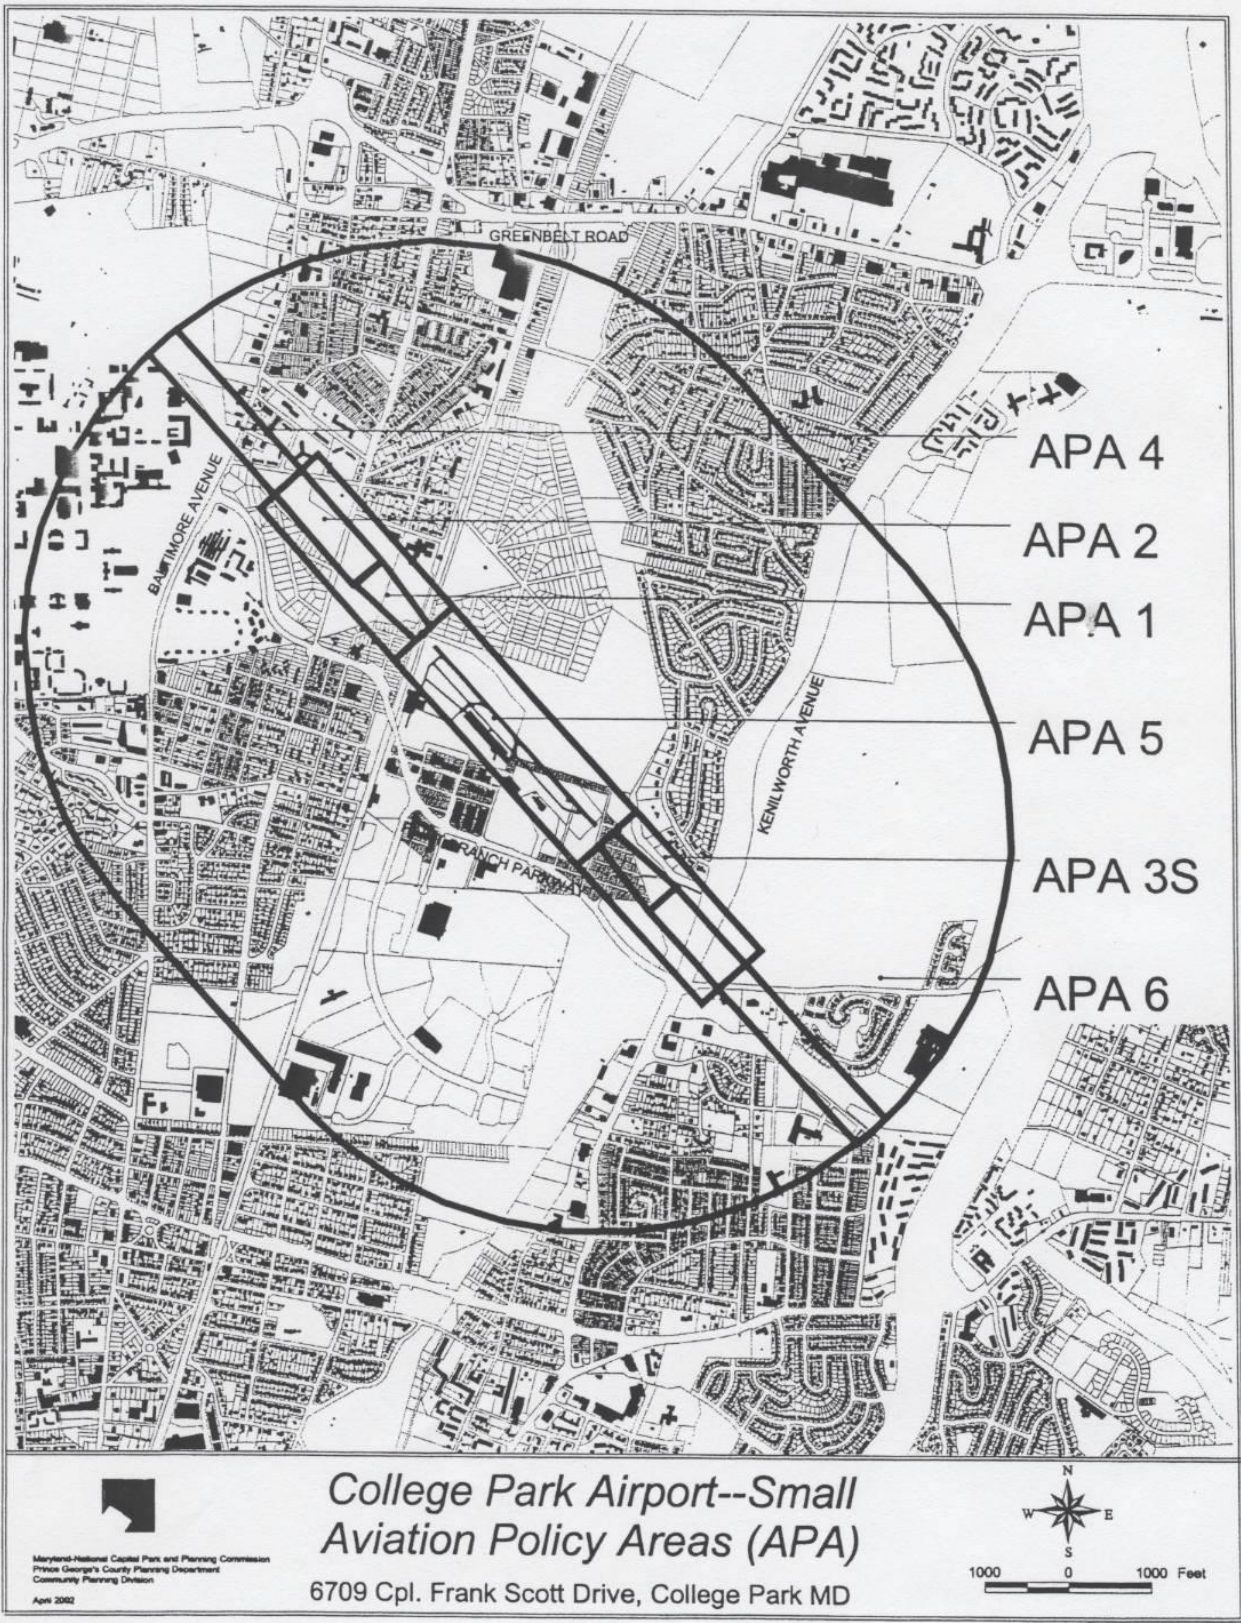 GREENBELT ROAD
APA 4
BALTIMORE AVENUE
APA 2
APA 1
KENILWORTH AVENUE
APA 5
RANCH PARKWAY
APA 3S
APA 6
College Park Airport--Small
Aviation Policy Areas (APA)
6709 Cpl. Frank Scott Drive, College Park MD
Maryland-National Capital Park and Planning Commission
Prince George's County Planning Department
Community Planning Division
April 2002
N
W E
S
1000 0 1000 Feet